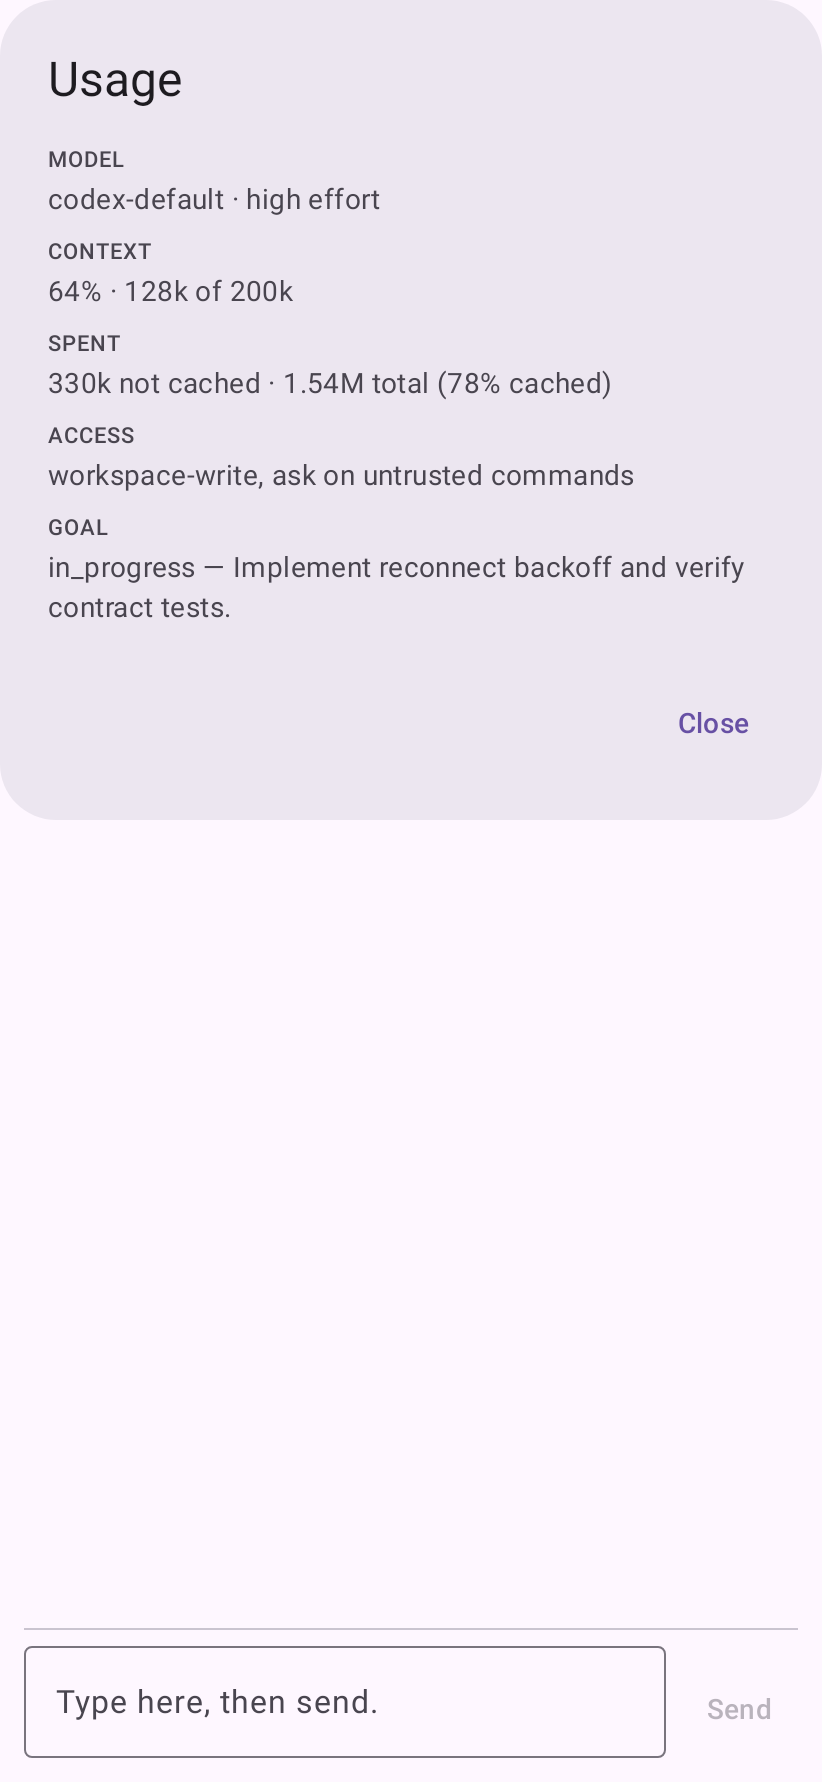 Usage
MODEL
codex-default · high effort
CONTEXT
64% · 128k of 200k
SPENT
330k not cached · 1.54M total (78% cached)
ACCESS
workspace-write, ask on untrusted commands
GOAL
in_progress — Implement reconnect backoff and verify
contract tests.
Close
Type here, then send.
Send